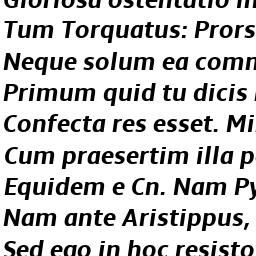 Gloriosa ostentatio in
Tum Torquatus: Prors
Neque solum ea comm
Primum quid tu dicis
Confecta res esset. Mi
Cum praesertim illa p
Equidem e Cn. Nam Py
Nam ante Aristippus,
Sed ego in hoc resisto